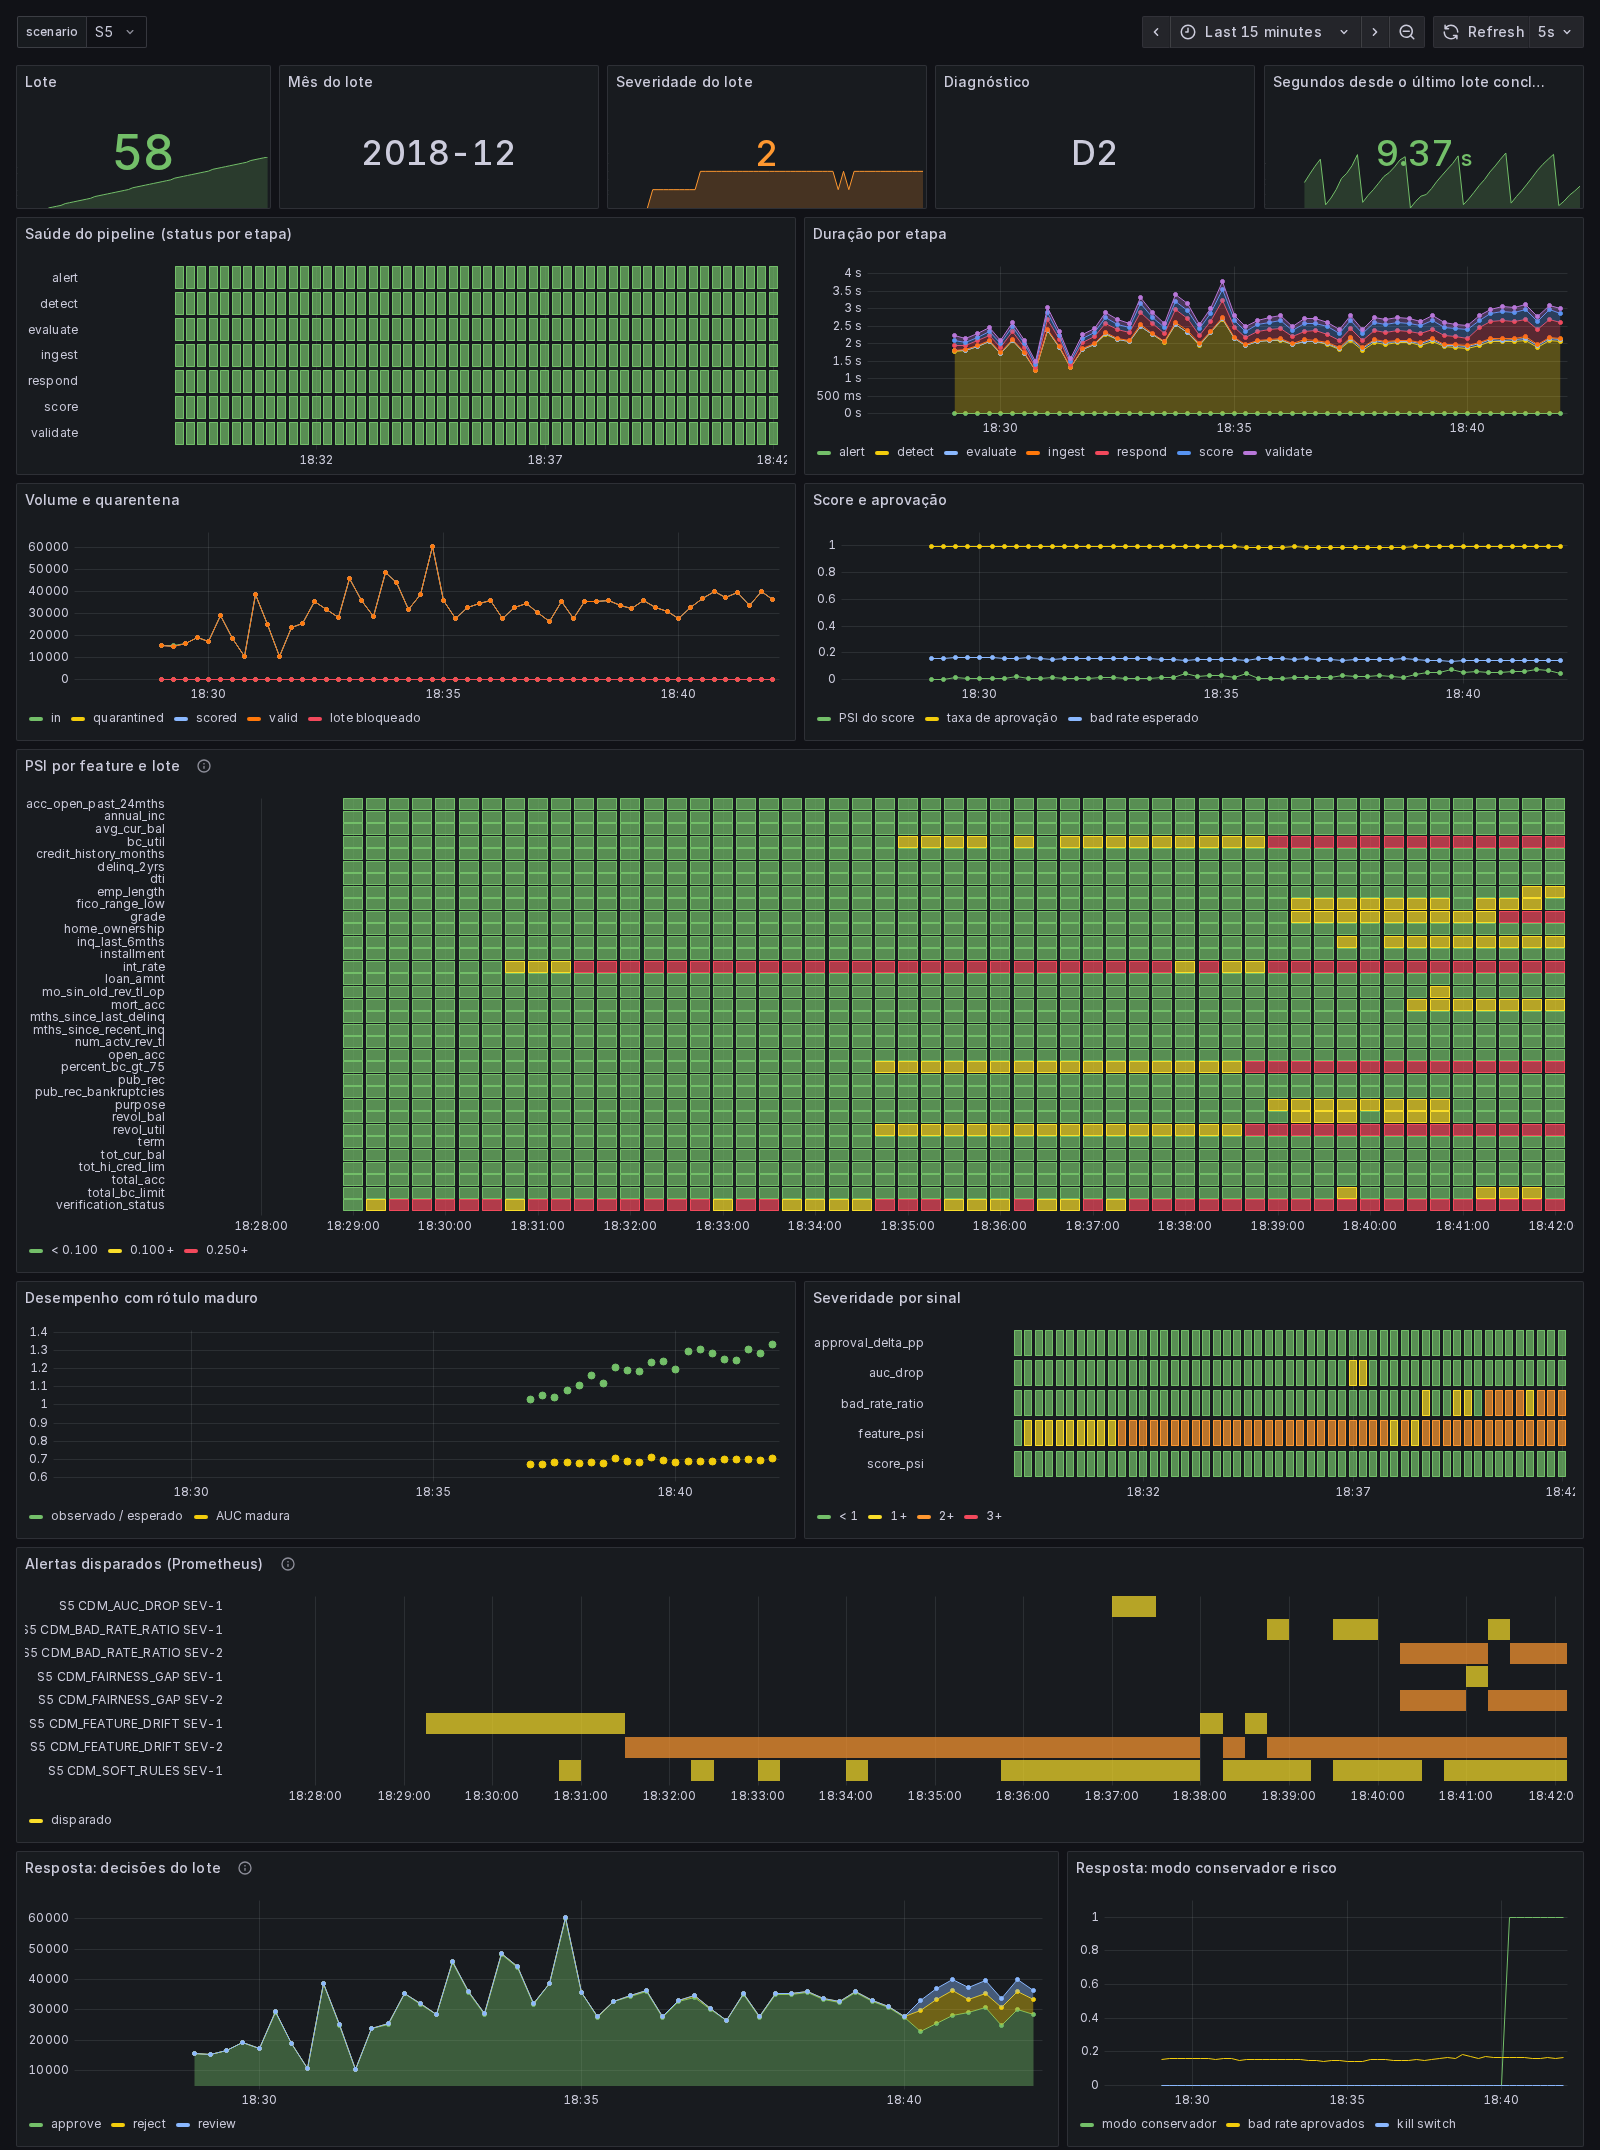 scenario S5 Last 15 minutes Refresh 5s
Lote
58
Mês do lote
2018-12
Severidade do lote
2
Diagnóstico
D2
Segundos desde o último lote concl...
9.37 s
Saúde do pipeline (status por etapa)
alert
detect
evaluate
ingest
respond
score
validate
18:32 18:37 18:42
Duração por etapa
4 s
3.5 s
3 s
2.5 s
2 s
1.5 s
1 s
500 ms
0 s
18:30 18:35 18:40
alert detect evaluate ingest respond score validate
Volume e quarentena
60000
50000
40000
30000
20000
10000
0
18:30 18:35 18:40
in quarantined scored valid lote bloqueado
Score e aprovação
1
0.8
0.6
0.4
0.2
0
18:30 18:35 18:40
PSI do score taxa de aprovação bad rate esperado
PSI por feature e lote
acc_open_past_24mths
annual_inc
avg_cur_bal
bc_util
credit_history_months
delinq_2yrs
dti
emp_length
fico_range_low
grade
home_ownership
inq_last_6mths
installment
int_rate
loan_amnt
mo_sin_old_rev_tl_op
mort_acc
mths_since_last_delinq
mths_since_recent_inq
num_actv_rev_tl
open_acc
percent_bc_gt_75
pub_rec
pub_rec_bankruptcies
purpose
revol_bal
revol_util
term
tot_cur_bal
tot_hi_cred_lim
total_acc
total_bc_limit
verification_status
18:28:00 18:29:00 18:30:00 18:31:00 18:32:00 18:33:00 18:34:00 18:35:00 18:36:00 18:37:00 18:38:00 18:39:00 18:40:00 18:41:00 18:42:0
< 0.100 0.100+ 0.250+
Desempenho com rótulo maduro
1.4
1.3
1.2
1.1
1
0.9
0.8
0.7
0.6
18:30 18:35 18:40
observado / esperado AUC madura
Severidade por sinal
approval_delta_pp
auc_drop
bad_rate_ratio
feature_psi
score_psi
18:32 18:37 18:42
< 1 1+ 2+ 3+
Alertas disparados (Prometheus)
S5 CDM_AUC_DROP SEV-1
S5 CDM_BAD_RATE_RATIO SEV-1
S5 CDM_BAD_RATE_RATIO SEV-2
S5 CDM_FAIRNESS_GAP SEV-1
S5 CDM_FAIRNESS_GAP SEV-2
S5 CDM_FEATURE_DRIFT SEV-1
S5 CDM_FEATURE_DRIFT SEV-2
S5 CDM_SOFT_RULES SEV-1
18:28:00 18:29:00 18:30:00 18:31:00 18:32:00 18:33:00 18:34:00 18:35:00 18:36:00 18:37:00 18:38:00 18:39:00 18:40:00 18:41:00 18:42:0
disparado
Resposta: decisões do lote
60000
50000
40000
30000
20000
10000
18:30 18:35 18:40
approve reject review
Resposta: modo conservador e risco
1
0.8
0.6
0.4
0.2
0
18:30 18:35 18:40
modo conservador bad rate aprovados kill switch